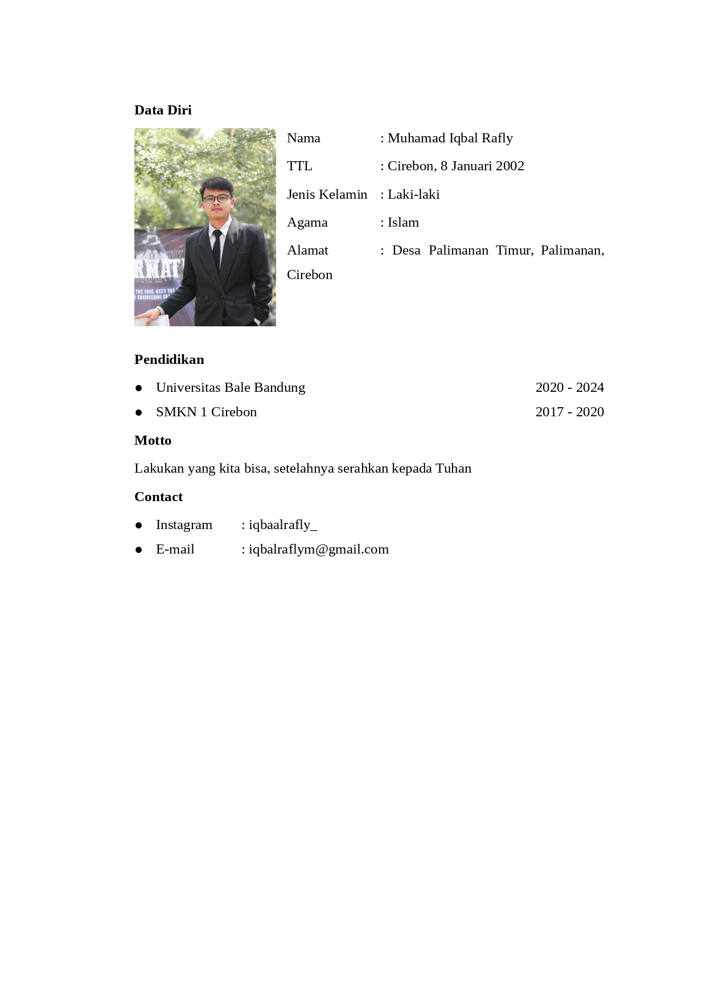 Data Diri
Nama : Muhamad Iqbal Rafly
TTL : Cirebon, 8 Januari 2002
Jenis Kelamin : Laki-laki
Agama : Islam
Alamat : Desa Palimanan Timur, Palimanan,
Cirebon
RMAT
THE CODE, MEET THE
ENGINEERING
Pendidikan
● Universitas Bale Bandung 2020 - 2024
● SMKN 1 Cirebon 2017 - 2020
Motto
Lakukan yang kita bisa, setelahnya serahkan kepada Tuhan
Contact
● Instagram : iqbaalrafly_
● E-mail : iqbalraflym@gmail.com